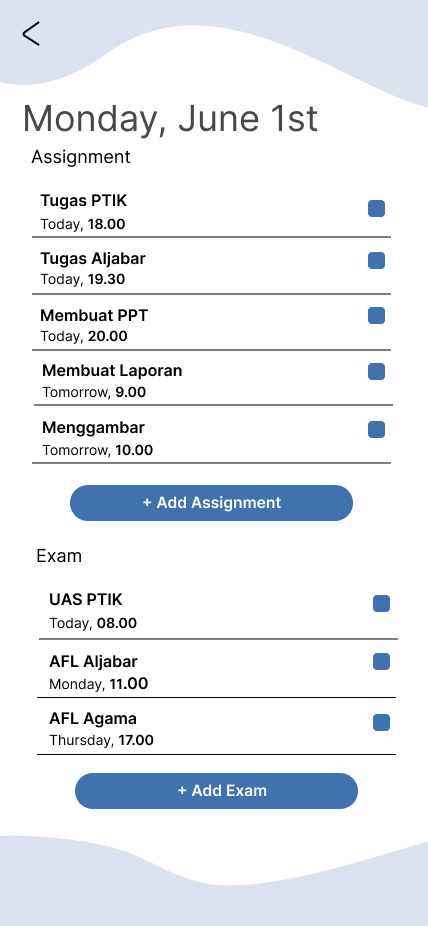 Monday, June 1st
Assignment
Tugas PTIK
Today, 18.00
Tugas Aljabar
Today, 19.30
Membuat PPT
Today, 20.00
Membuat Laporan
Tomorrow, 9.00
Menggambar
Tomorrow, 10.00
+ Add Assignment
Exam
UAS PTIK
Today, 08.00
AFL Aljabar
Monday, 11.00
AFL Agama
Thursday, 17.00
+ Add Exam